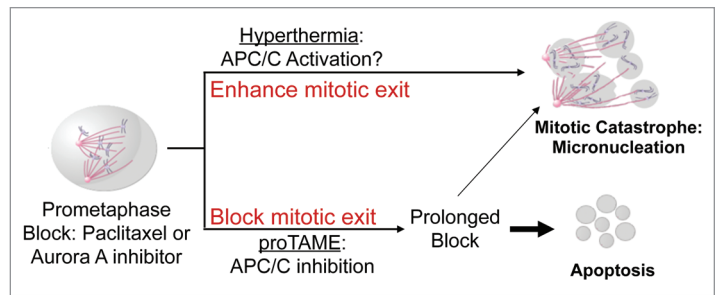 Hyperthermia:
APC/C Activation?
Enhance mitotic exit
Mitotic Catastrophe:
Micronucleation
Prometaphase
Block: Paclitaxel or
Aurora A inhibitor
Block mitotic exit
proTAME:
APC/C inhibition
Prolonged
Block
Apoptosis